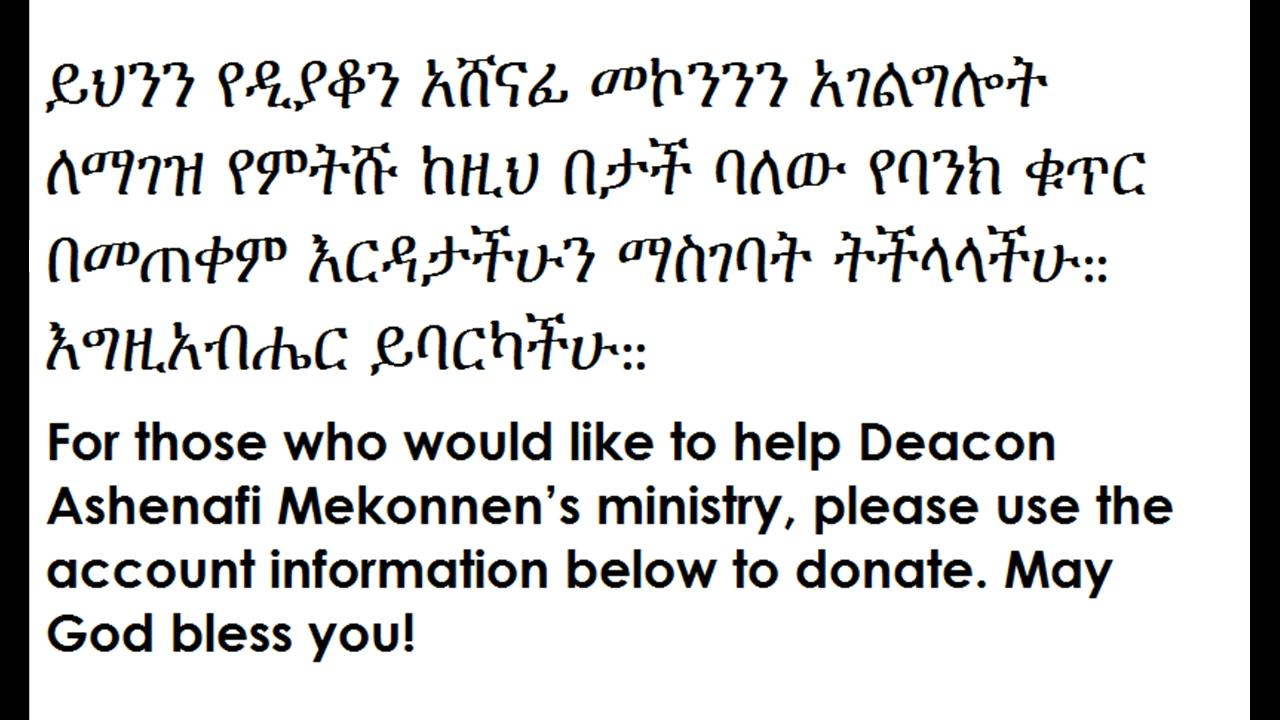 ይህንን የዲያቆን አሸናፊ መኮንንን አገልግሎት
ለማገዝ የምትሹ ከዚህ በታች ባለው የባንክ ቁጥር
በመጠቀም እርዳታችሁን ማስገባት ትችላላችሁ።
እግዚአብሔር ይባርካችሁ።
For those who would like to help Deacon
Ashenafi Mekonnen’s ministry, please use the
account information below to donate. May
God bless you!